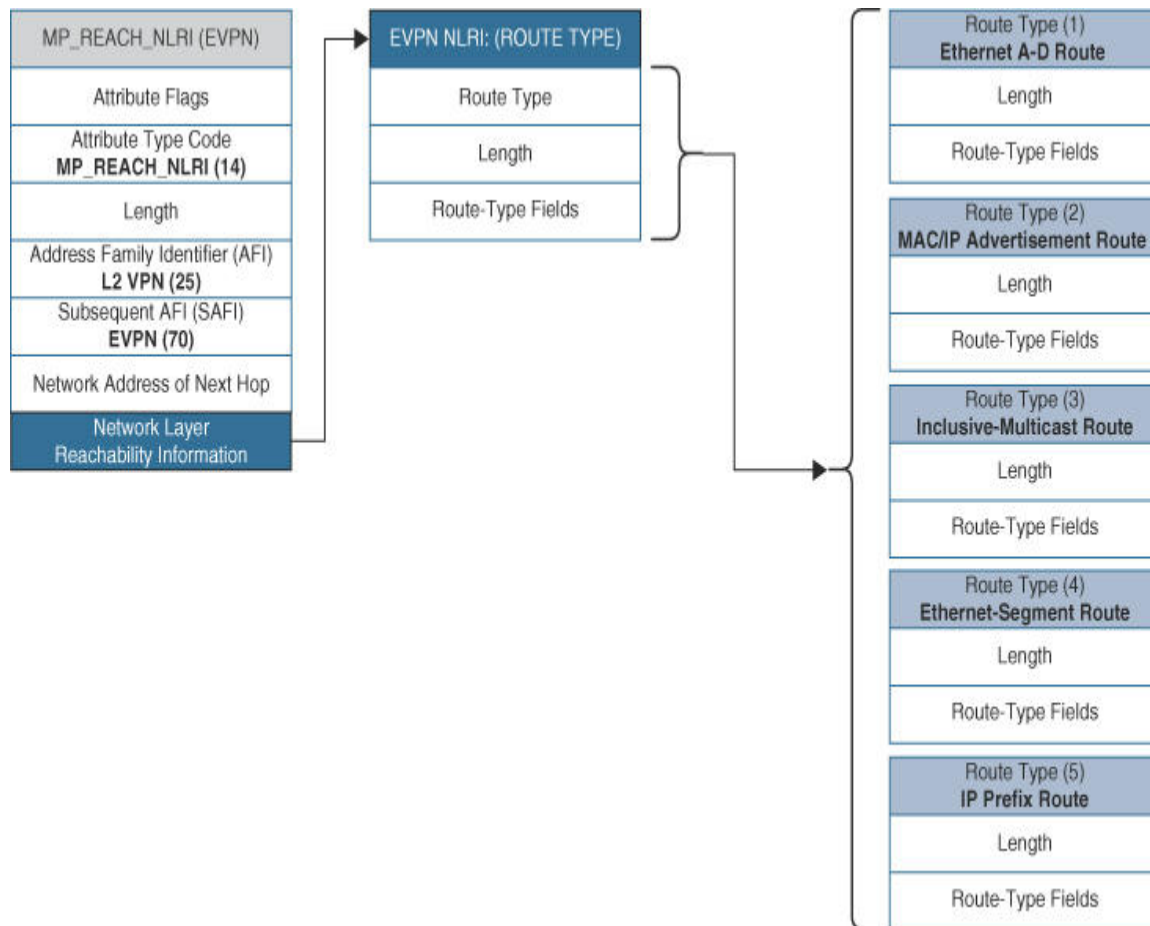 MP_REACH_NLRI (EVPN)
Attribute Flags
Attribute Type Code
MP_REACH_NLRI (14)
Length
Address Family Identifier (AFI)
L2 VPN (25)
Subsequent AFI (SAFI)
EVPN (70)
Network Address of Next Hop
Network Layer
Reachability Information
EVPN NLRI: (ROUTE TYPE)
Route Type
Length
Route-Type Fields
Route Type (1)
Ethernet A-D Route
Length
Route-Type Fields
Route Type (2)
MAC/IP Advertisement Route
Length
Route-Type Fields
Route Type (3)
Inclusive-Multicast Route
Length
Route-Type Fields
Route Type (4)
Ethernet-Segment Route
Length
Route-Type Fields
Route Type (5)
IP Prefix Route
Length
Route-Type Fields